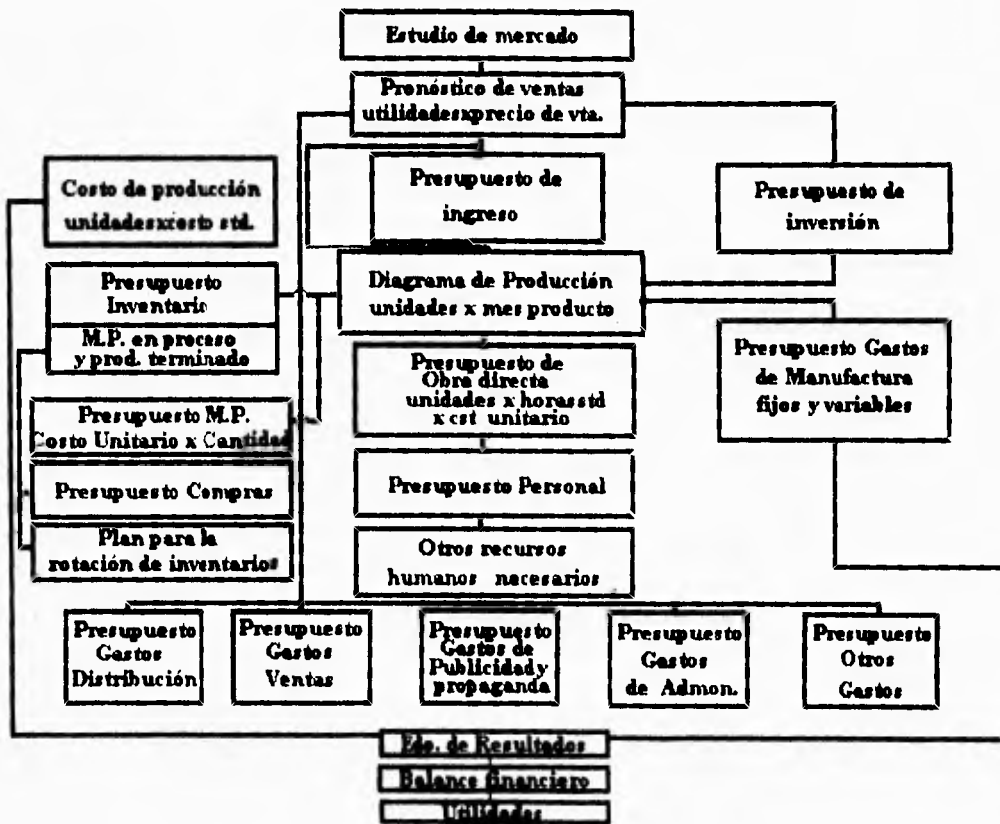 Estudio de mercado
Pronóstico de ventas
utilidadesxprecio de vta.
Costo de producción
unidadesxcosto std.
Presupuesto de
ingreso
Presupuesto de
inversión
Presupuesto
Inventario
M.P. en proceso
y prod. terminado
Diagrama de Producción
unidades x mes producto
Presupuesto Gastos
de Manufactura
fijos y variables
Presupuesto de
Obra directa
unidades x horasstd
x cst unitario
Presupuesto M.P.
Costo Unitario x Cantidad
Presupuesto Compras
Presupuesto Personal
Plan para la
rotación de inventarios
Otros recursos
humanos necesarios
Presupuesto
Gastos
Distribución
Presupuesto
Gastos
Ventas
Presupuesto
Gastos de
Publicidad y
propaganda
Presupuesto
Gastos
de Admon.
Presupuesto
Otros
Gastos
Edo. de Resultados
Balance financiero
Utilidades